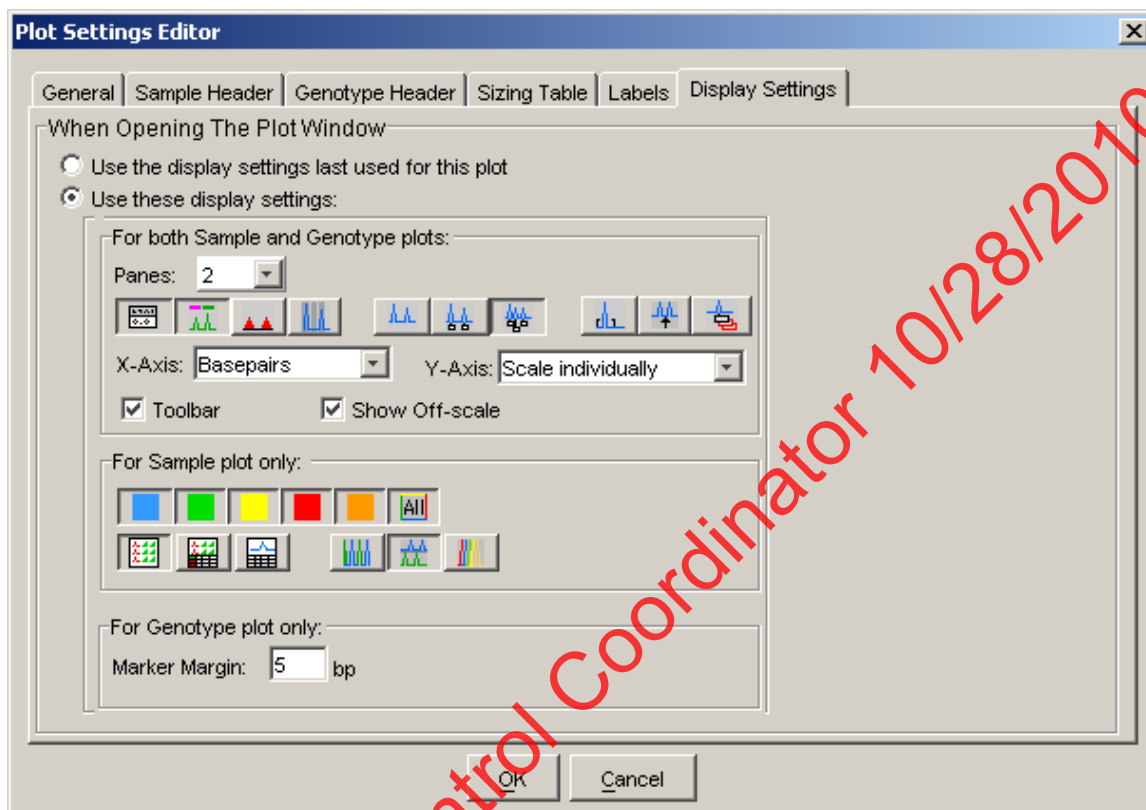 Plot Settings Editor
General Sample Header Genotype Header Sizing Table Labels Display Settings
When Opening The Plot Window
Use the display settings last used for this plot
Use these display settings:
For both Sample and Genotype plots:
Panes: 2
X-Axis: Basepairs Y-Axis: Scale individually
Toolbar Show Off-scale
For Sample plot only:
All
For Genotype plot only:
Marker Margin: 5 bp
OK Cancel
trol Coordinator 10/28/2010